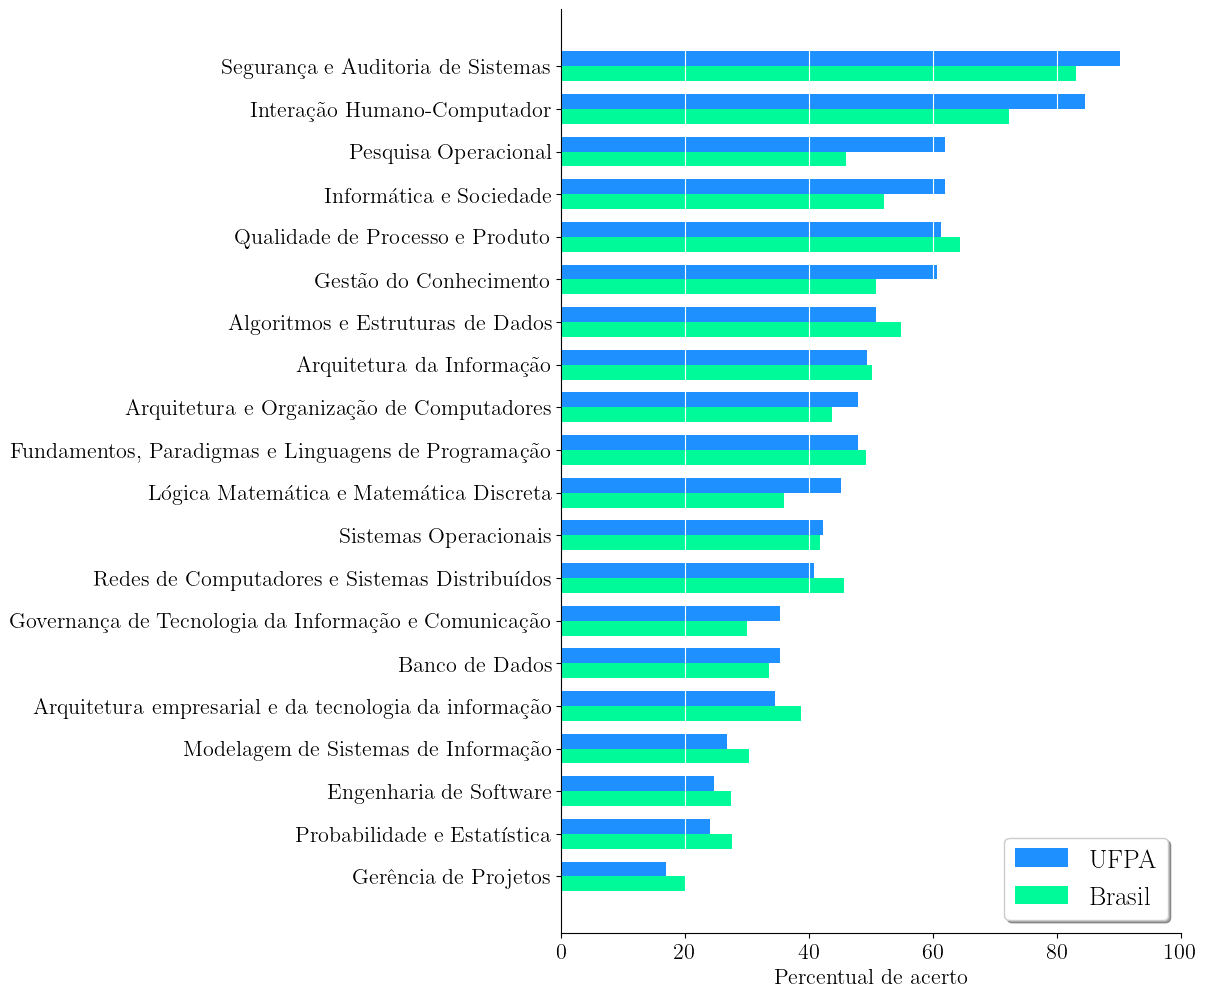 Segurança e Auditoria de Sistemas
Interação Humano-Computador
Pesquisa Operacional
Informática e Sociedade
Qualidade de Processo e Produto
Gestão do Conhecimento
Algoritmos e Estruturas de Dados
Arquitetura da Informação
Arquitetura e Organização de Computadores
Fundamentos, Paradigmas e Linguagens de Programação
Lógica Matemática e Matemática Discreta
Sistemas Operacionais
Redes de Computadores e Sistemas Distribuídos
Governança de Tecnologia da Informação e Comunicação
Banco de Dados
Arquitetura empresarial e da tecnologia da informação
Modelagem de Sistemas de Informação
Engenharia de Software
Probabilidade e Estatística
Gerência de Projetos
UFPA
Brasil
0 20 40 60 80 100
Percentual de acerto